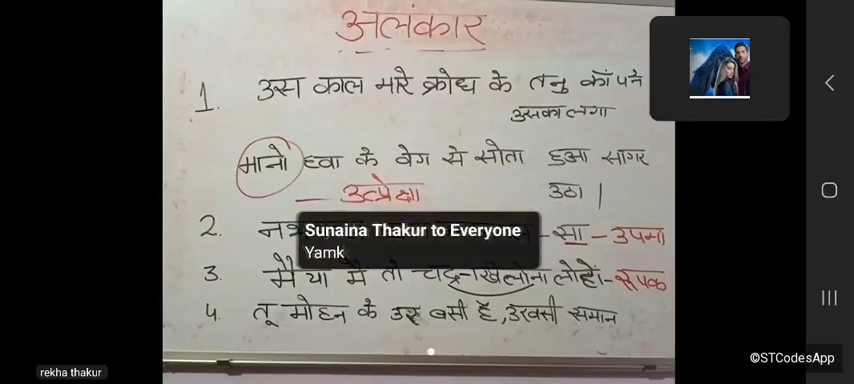 अलंकार
1. उस काल मारे क्रोध के तनु काँपने
उसका लगा
मानो हवा के वेग से सोता हुआ सागर
— उत्प्रेक्षा उठा |
2. - सा - उपमा
Sunaina Thakur to Everyone
Yamk
3. मैया मैं तो चंद्र-खिलौना लोहों - रूपक
4. तू मोहन के उर बसी है, उरबसी समान
rekha thakur
©STCodesApp